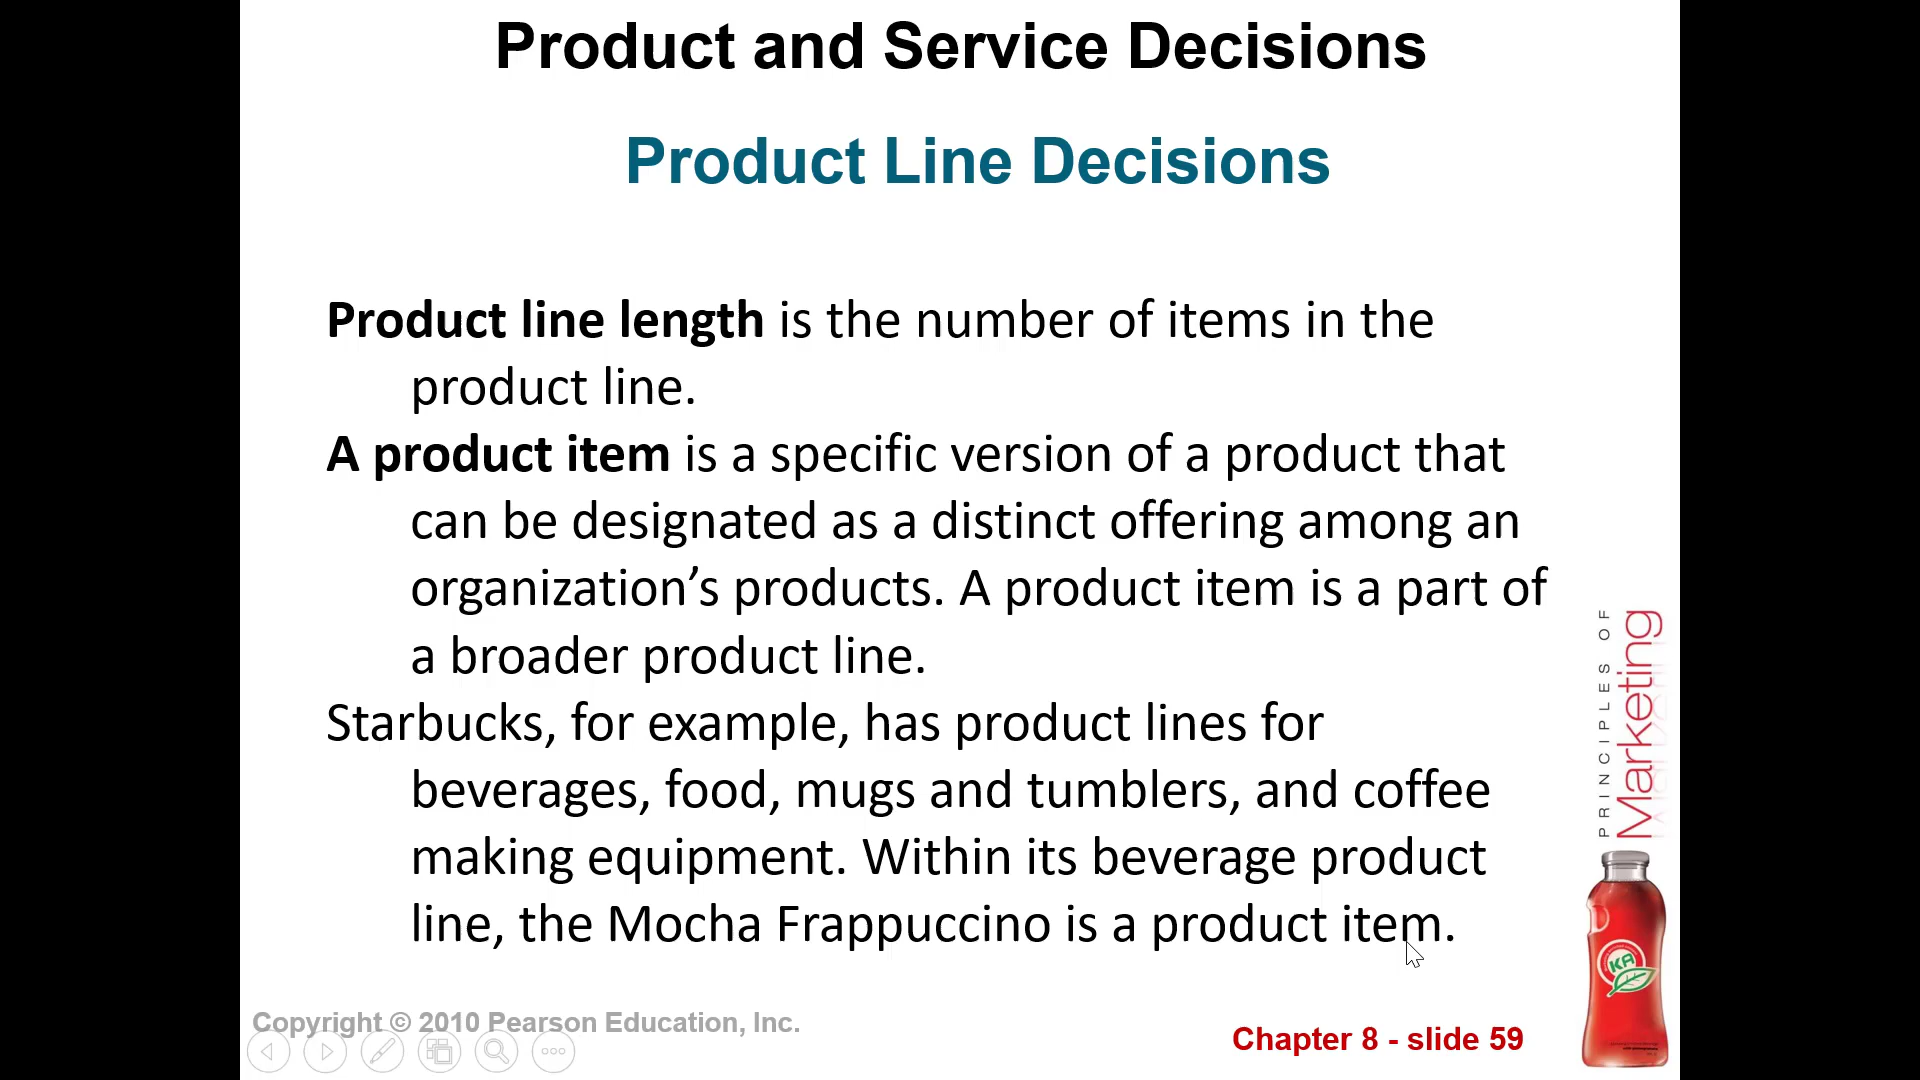 Product and Service Decisions
Product Line Decisions
Product line length is the number of items in the
product line.
A product item is a specific version of a product that
can be designated as a distinct offering among an
organization’s products. A product item is a part of
a broader product line.
Starbucks, for example, has product lines for
beverages, food, mugs and tumblers, and coffee
making equipment. Within its beverage product
line, the Mocha Frappuccino is a product item.
PRINCIPLES OF
Marketing
KA
Copyright © 2010 Pearson Education, Inc.
Chapter 8 - slide 59